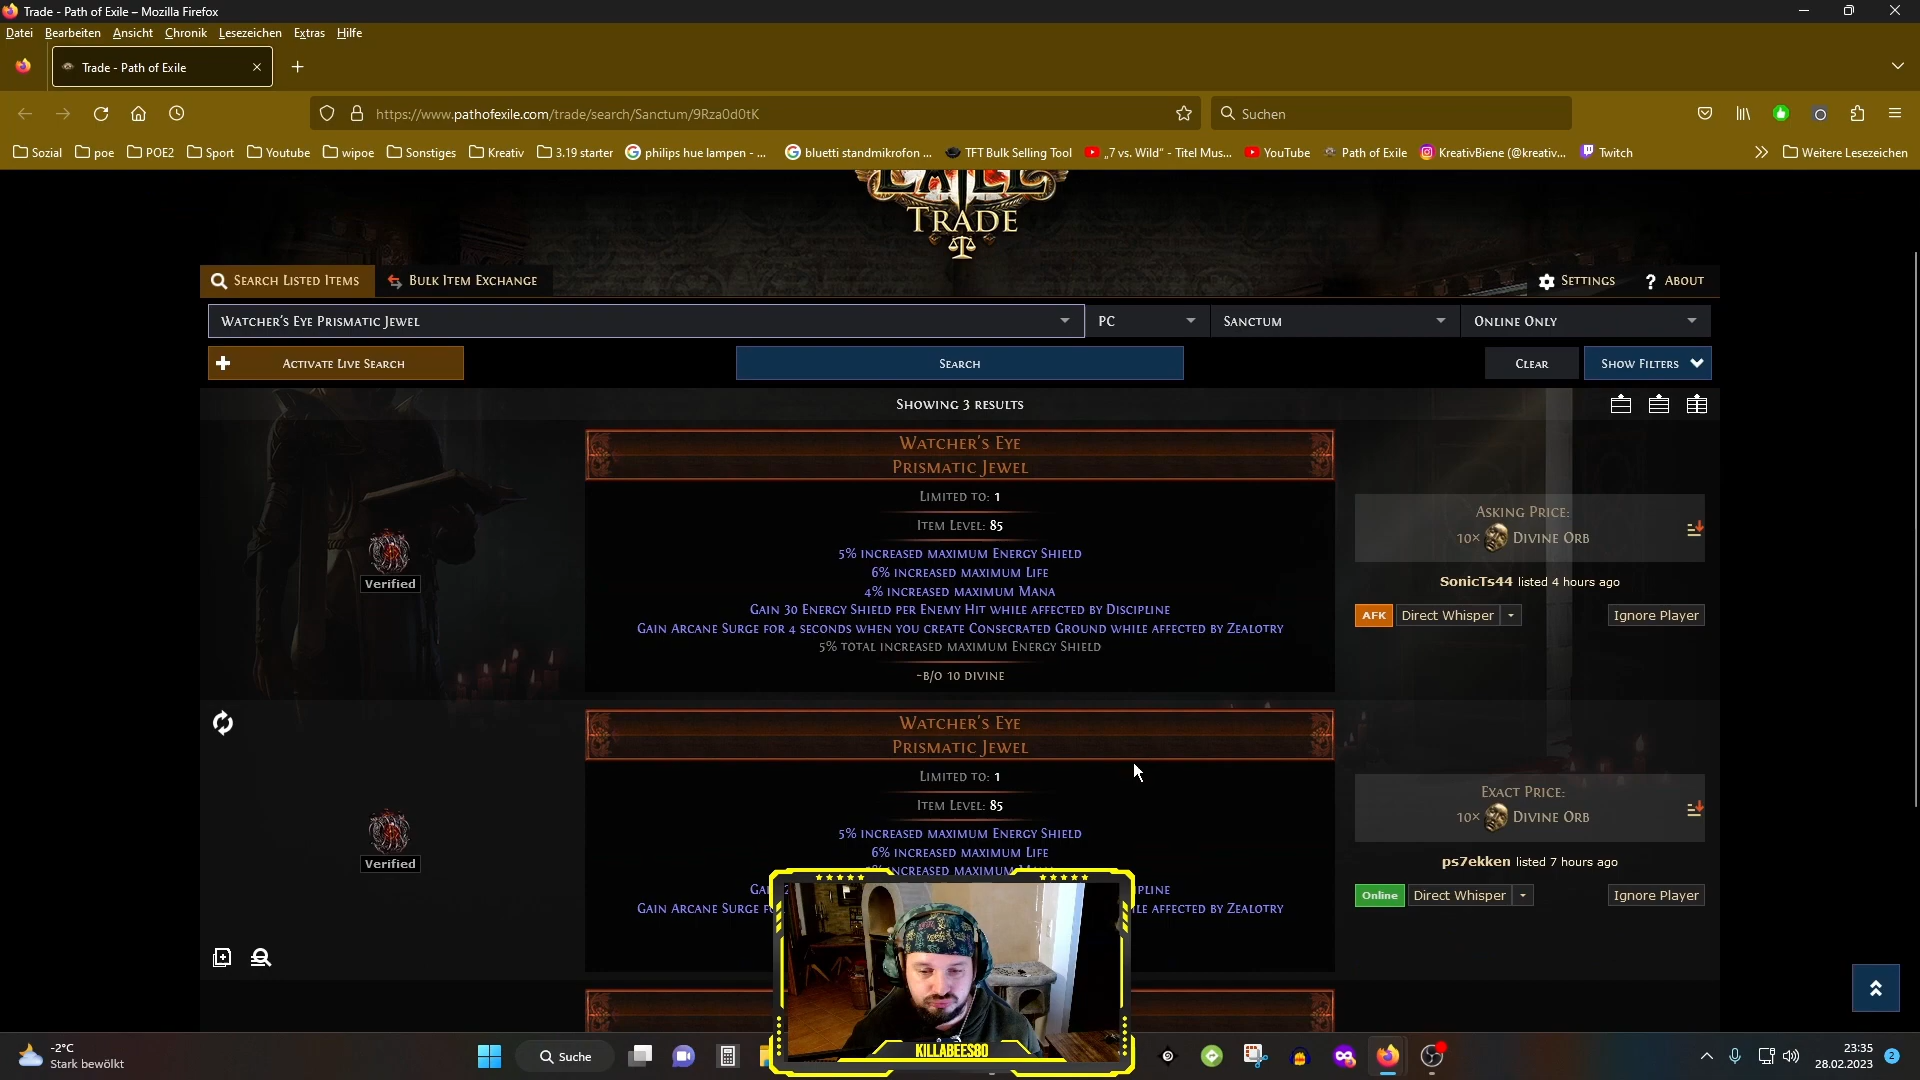 Trade - Path of Exile – Mozilla Firefox
Datei Bearbeiten Ansicht Chronik Lesezeichen Extras Hilfe
Trade - Path of Exile
https://www.pathofexile.com/trade/search/Sanctum/9Rza0d0tK
Suchen
Sozial poe POE2 Sport Youtube wipoe Sonstiges Kreativ 3.19 starter philips hue lampen - ... bluetti standmikrofon ... TFT Bulk Selling Tool „7 vs. Wild" - Titel Mus... YouTube Path of Exile KreativBiene (@kreativ... Twitch Weitere Lesezeichen
Trade
Search Listed Items Bulk Item Exchange Settings ? About
Watcher's Eye Prismatic Jewel PC Sanctum Online Only
Activate Live Search Search Clear Show Filters
Showing 3 results
Watcher's Eye
Prismatic Jewel
Limited to: 1
Item Level: 85
5% increased maximum Energy Shield
6% increased maximum Life
4% increased maximum Mana
Gain 30 Energy Shield per Enemy Hit while affected by Discipline
Gain Arcane Surge for 4 seconds when you create Consecrated Ground while affected by Zealotry
5% total increased maximum Energy Shield
~b/o 10 divine
Verified
Asking Price:
10× Divine Orb
SonicTs44 listed 4 hours ago
AFK Direct Whisper Ignore Player
Watcher's Eye
Prismatic Jewel
Limited to: 1
Item Level: 85
5% increased maximum Energy Shield
6% increased maximum Life
increased maximum
Gain Arcane Surge affected by Zealotry
Verified
Exact Price:
10× Divine Orb
ps7ekken listed 7 hours ago
Online Direct Whisper Ignore Player
KILLABEES80
-2°C
Stark bewölkt
Suche
23:35
28.02.2023
2